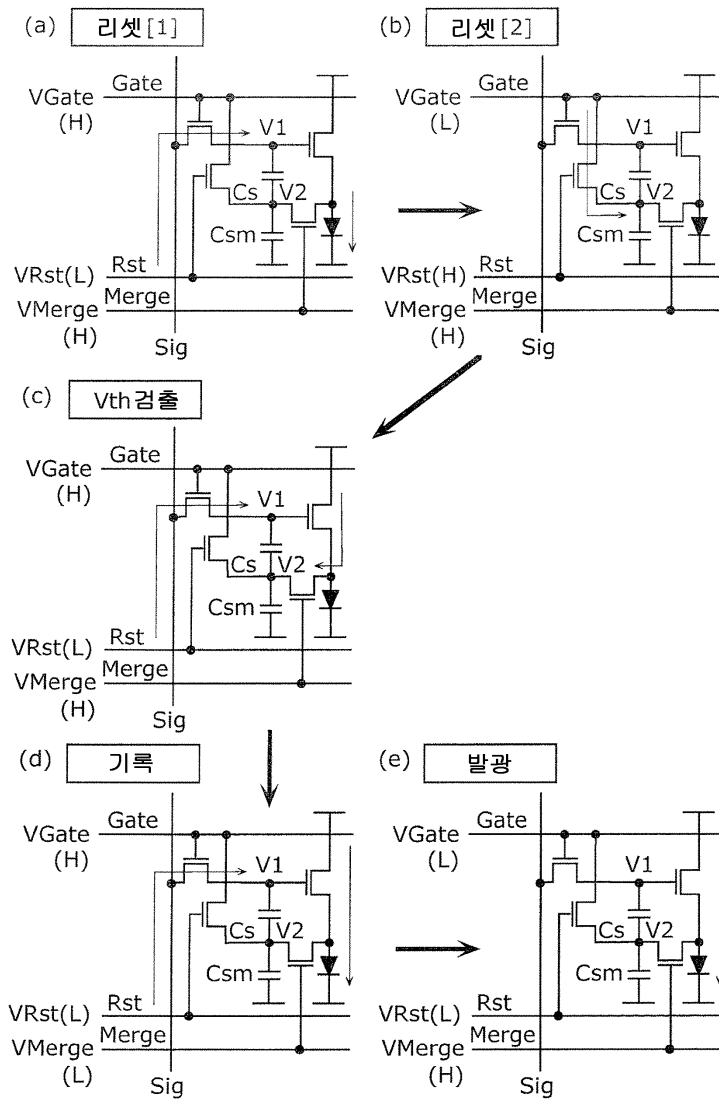 (a) 리셋[1]
Gate
VGate
(H)
V1
Cs V2
Csm
VRst(L) Rst
VMerge Merge
(H)
Sig
(b) 리셋[2]
Gate
VGate
(L)
V1
Cs V2
Csm
VRst(H) Rst
VMerge Merge
(H)
Sig
(c) Vth검출
Gate
VGate
(H)
V1
Cs V2
Csm
VRst(L) Rst
VMerge Merge
(H)
Sig
(d) 기록
Gate
VGate
(H)
V1
Cs V2
Csm
VRst(L) Rst
VMerge Merge
(L)
Sig
(e) 발광
Gate
VGate
(L)
V1
Cs V2
Csm
VRst(L) Rst
VMerge Merge
(H)
Sig